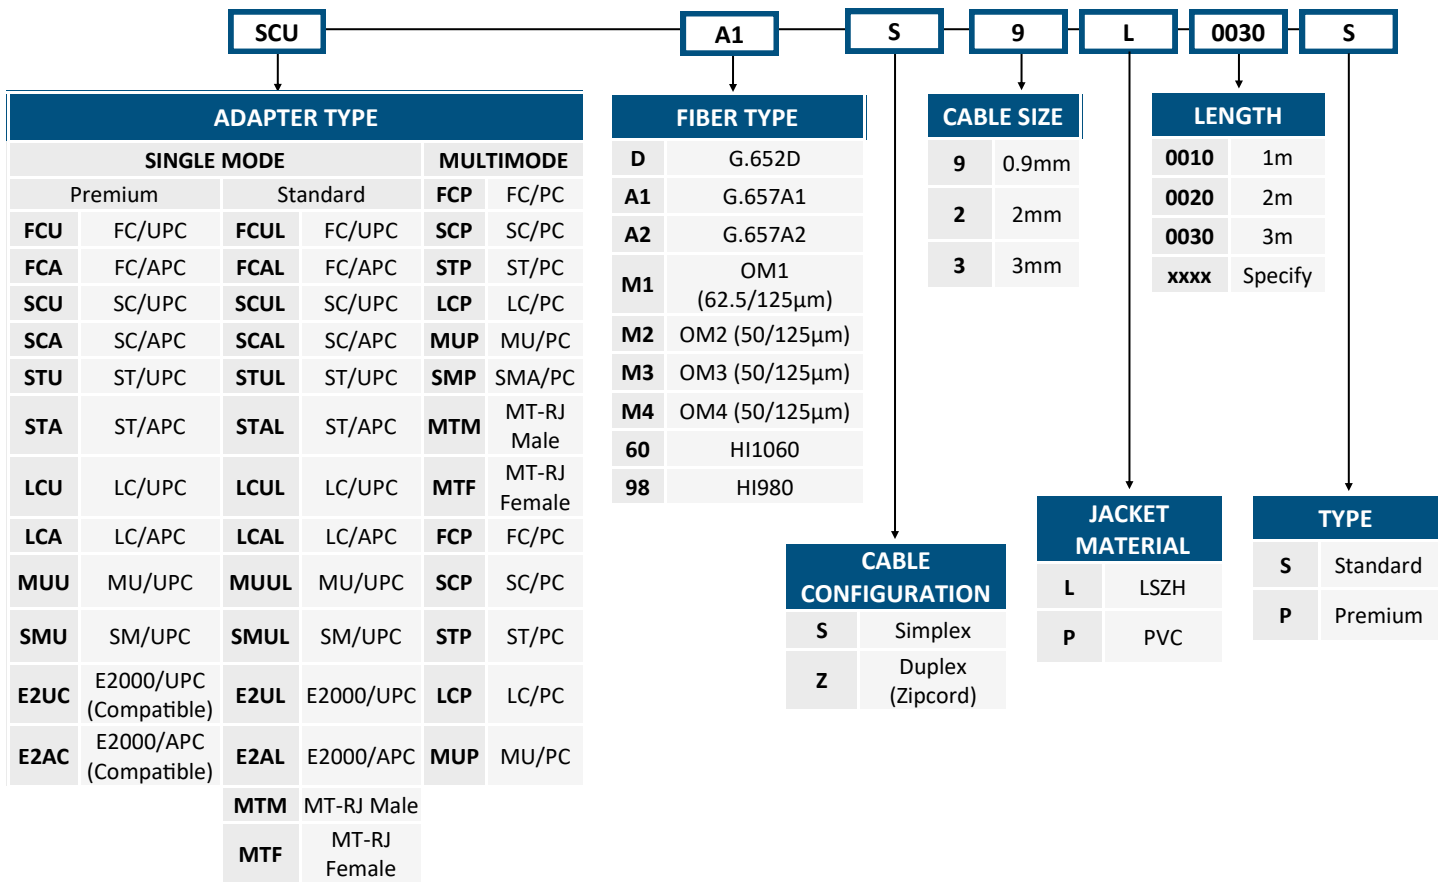 SCU A1 S 9 L 0030 S
ADAPTER TYPE
SINGLE MODE MULTIMODE
Premium Standard FCP FC/PC
FCU FC/UPC FCUL FC/UPC SCP SC/PC
FCA FC/APC FCAL FC/APC STP ST/PC
SCU SC/UPC SCUL SC/UPC LCP LC/PC
SCA SC/APC SCAL SC/APC MUP MU/PC
STU ST/UPC STUL ST/UPC SMP SMA/PC
STA ST/APC STAL ST/APC MTM MT-RJ
Male
LCU LC/UPC LCUL LC/UPC MTF MT-RJ
Female
LCA LC/APC LCAL LC/APC FCP FC/PC
MUU MU/UPC MUUL MU/UPC SCP SC/PC
SMU SM/UPC SMUL SM/UPC STP ST/PC
E2UC E2000/UPC
(Compatible) E2UL E2000/UPC LCP LC/PC
E2AC E2000/APC
(Compatible) E2AL E2000/APC MUP MU/PC
MTM MT-RJ Male
MTF MT-RJ
Female
FIBER TYPE
D G.652D
A1 G.657A1
A2 G.657A2
M1 OM1
(62.5/125µm)
M2 OM2 (50/125µm)
M3 OM3 (50/125µm)
M4 OM4 (50/125µm)
60 HI1060
98 HI980
CABLE
CONFIGURATION
S Simplex
Z Duplex
(Zipcord)
CABLE SIZE
9 0.9mm
2 2mm
3 3mm
JACKET
MATERIAL
L LSZH
P PVC
LENGTH
0010 1m
0020 2m
0030 3m
xxxx Specify
TYPE
S Standard
P Premium